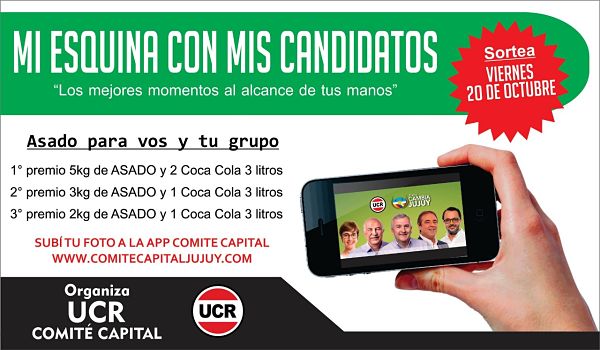 MI ESQUINA CON MIS CANDIDATOS
“Los mejores momentos al alcance de tus manos”
Sortea
VIERNES
20 DE OCTUBRE
Asado para vos y tu grupo
1° premio 5kg de ASADO y 2 Coca Cola 3 litros
2° premio 3kg de ASADO y 1 Coca Cola 3 litros
3° premio 2kg de ASADO y 1 Coca Cola 3 litros
SUBÍ TU FOTO A LA APP COMITE CAPITAL
WWW.COMITECAPITALJUJUY.COM
UCR
CAMBIA
JUJUY
Organiza
UCR
COMITÉ CAPITAL
UCR